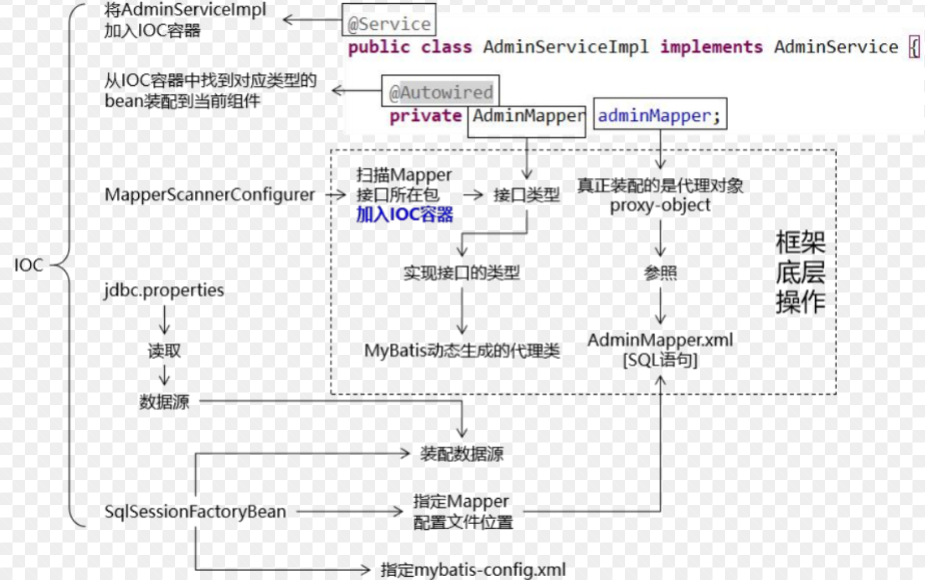 将AdminServiceImpl
加入IOC容器
@Service
public class AdminServiceImpl implements AdminService {
从IOC容器中找到对应类型的
bean装配到当前组件
@Autowired
private AdminMapper adminMapper;
MapperScannerConfigurer
扫描Mapper
接口所在包
加入IOC容器
接口类型
真正装配的是代理对象
proxy-object
框架
底层
操作
IOC
实现接口的类型
参照
jdbc.properties
读取
MyBatis动态生成的代理类
AdminMapper.xml
[SQL语句]
数据源
装配数据源
SqlSessionFactoryBean
指定Mapper
配置文件位置
指定mybatis-config.xml